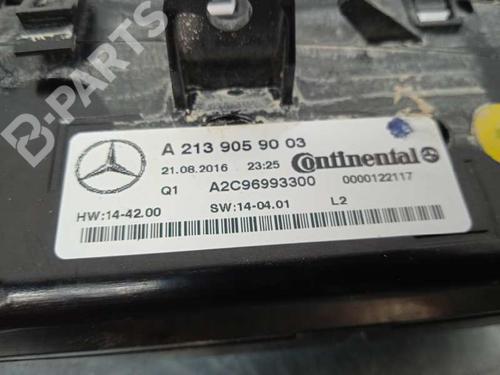 B-PARTS
A 213 905 90 03
21.08.2016 23:25 Continental
Q1 A2C96993300 0000122117
HW:14-42.00 SW:14-04.01 L2